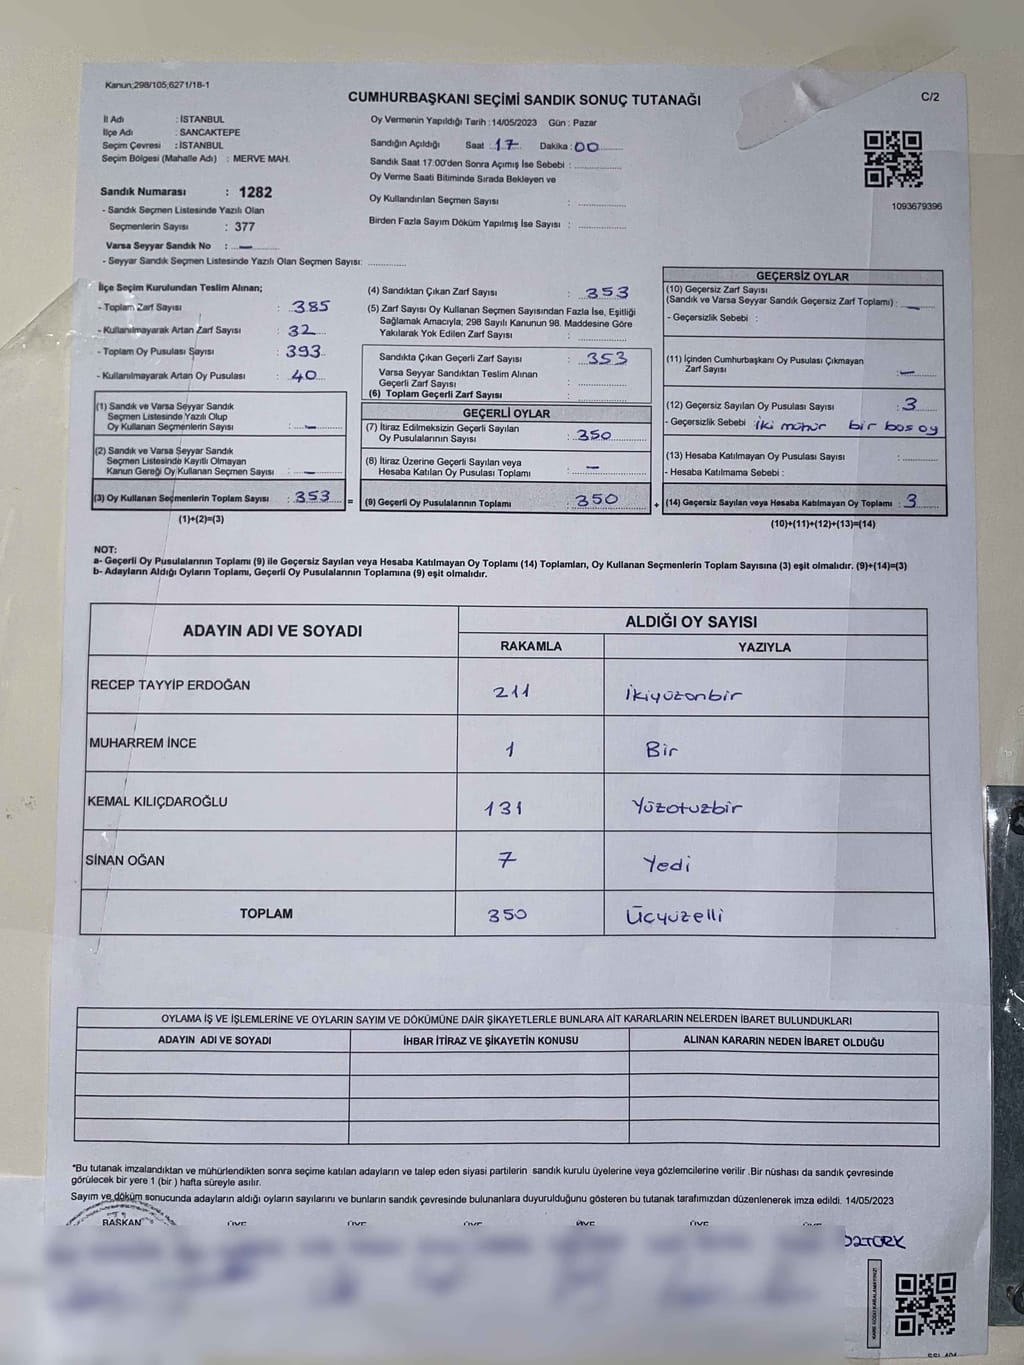 Kanun;298/105;6271/18-1
CUMHURBAŞKANI SEÇİMİ SANDIK SONUÇ TUTANAĞI
C/2
İl Adı : İSTANBUL
İlçe Adı : SANCAKTEPE
Seçim Çevresi : İSTANBUL
Seçim Bölgesi (Mahalle Adı) : MERVE MAH.
Sandık Numarası : 1282
- Sandık Seçmen Listesinde Yazılı Olan
Seçmenlerin Sayısı : 377
Varsa Seyyar Sandık No : —
- Seyyar Sandık Seçmen Listesinde Yazılı Olan Seçmen Sayısı: ............
Oy Vermenin Yapıldığı Tarih : 14/05/2023 Gün : Pazar
Sandığın Açıldığı Saat : 17 Dakika : 00
Sandık Saat 17:00'den Sonra Açımış İse Sebebi : ............
Oy Verme Saati Bitiminde Sırada Bekleyen ve
Oy Kullandırılan Seçmen Sayısı : ............
Birden Fazla Sayım Döküm Yapılmış İse Sayısı : ............
1093679396
İlçe Seçim Kurulundan Teslim Alınan;
- Toplam Zarf Sayısı : 385
- Kullanılmayarak Artan Zarf Sayısı : 32
- Toplam Oy Pusulası Sayısı : 393
- Kullanılmayarak Artan Oy Pusulası : 40
(1) Sandık ve Varsa Seyyar Sandık
Seçmen Listesinde Yazılı Olup
Oy Kullanan Seçmenlerin Sayısı : —
(2) Sandık ve Varsa Seyyar Sandık
Seçmen Listesinde Kayıtlı Olmayan
Kanun Gereği Oy Kullanan Seçmen Sayısı : —
(3) Oy Kullanan Seçmenlerin Toplam Sayısı : 353 =
(1)+(2)=(3)
(4) Sandıktan Çıkan Zarf Sayısı : 353
(5) Zarf Sayısı Oy Kullanan Seçmen Sayısından Fazla İse, Eşitliği
Sağlamak Amacıyla; 298 Sayılı Kanunun 98. Maddesine Göre
Yakılarak Yok Edilen Zarf Sayısı : ............
Sandıkta Çıkan Geçerli Zarf Sayısı : 353
Varsa Seyyar Sandıktan Teslim Alınan
Geçerli Zarf Sayısı : ............
(6) Toplam Geçerli Zarf Sayısı : ............
GEÇERLİ OYLAR
(7) İtiraz Edilmeksizin Geçerli Sayılan
Oy Pusulalarının Sayısı : 350
(8) İtiraz Üzerine Geçerli Sayılan veya
Hesaba Katılan Oy Pusulası Toplamı : —
(9) Geçerli Oy Pusulalarının Toplamı : 350 +
GEÇERSİZ OYLAR
(10) Geçersiz Zarf Sayısı
(Sandık ve Varsa Seyyar Sandık Geçersiz Zarf Toplamı) : —
- Geçersizlik Sebebi :
(11) İçinden Cumhurbaşkanı Oy Pusulası Çıkmayan
Zarf Sayısı : —
(12) Geçersiz Sayılan Oy Pusulası Sayısı : 3
- Geçersizlik Sebebi iki mühür bir boş oy
(13) Hesaba Katılmayan Oy Pusulası Sayısı : ............
- Hesaba Katılmama Sebebi :
(14) Geçersiz Sayılan veya Hesaba Katılmayan Oy Toplamı : 3
(10)+(11)+(12)+(13)=(14)
NOT:
a- Geçerli Oy Pusulalarının Toplamı (9) ile Geçersiz Sayılan veya Hesaba Katılmayan Oy Toplamı (14) Toplamları, Oy Kullanan Seçmenlerin Toplam Sayısına (3) eşit olmalıdır. (9)+(14)=(3)
b- Adayların Aldığı Oyların Toplamı, Geçerli Oy Pusulalarının Toplamına (9) eşit olmalıdır.
ADAYIN ADI VE SOYADI ALDIĞI OY SAYISI
RAKAMLA YAZIYLA
RECEP TAYYİP ERDOĞAN 211 ikiyüzonbir
MUHARREM İNCE 1 Bir
KEMAL KILIÇDAROĞLU 131 Yüzotuzbir
SİNAN OĞAN 7 Yedi
TOPLAM 350 Üçyüzelli
OYLAMA İŞ VE İŞLEMLERİNE VE OYLARIN SAYIM VE DÖKÜMÜNE DAİR ŞİKAYETLERLE BUNLARA AİT KARARLARIN NELERDEN İBARET BULUNDUKLARI
ADAYIN ADI VE SOYADI İHBAR İTİRAZ VE ŞİKAYETİN KONUSU ALINAN KARARIN NEDEN İBARET OLDUĞU
*Bu tutanak imzalandıktan ve mühürlendikten sonra seçime katılan adayların ve talep eden siyasi partilerin sandık kurulu üyelerine veya gözlemcilerine verilir .Bir nüshası da sandık çevresinde
görülecek bir yere 1 (bir ) hafta süreyle asılır.
Sayım ve döküm sonucunda adayların aldığı oyların sayılarını ve bunların sandık çevresinde bulunanlara duyurulduğunu gösteren bu tutanak tarafımızdan düzenlenerek imza edildi. 14/05/2023
BAŞKAN ÜYE ÜYE ÜYE ÜYE ÜYE ÜYE
ÖZTÜRK
KARE KODU KARALAMAYINIZ!